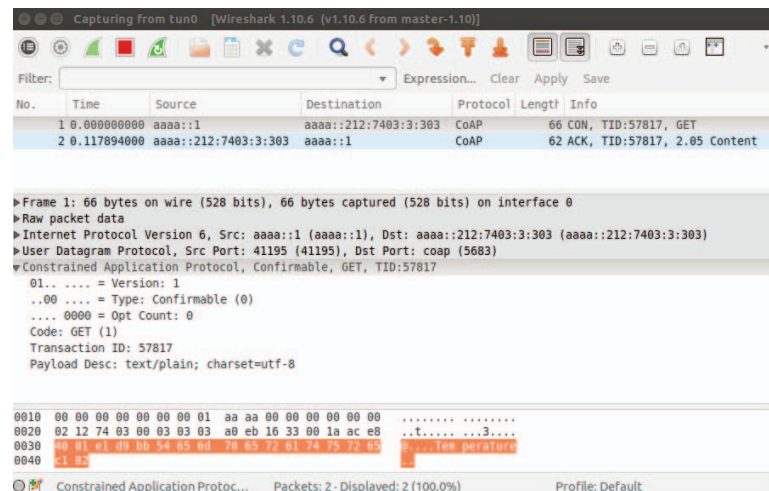 Capturing from tun0 [Wireshark 1.10.6 (v1.10.6 from master-1.10)]
Filter: Expression... Clear Apply Save
No. Time Source Destination Protocol Length Info
1 0.000000000 aaaa::1 aaaa::212:7403:3:303 CoAP 66 CON, TID:57817, GET
2 0.117894000 aaaa::212:7403:3:303 aaaa::1 CoAP 62 ACK, TID:57817, 2.05 Content
Frame 1: 66 bytes on wire (528 bits), 66 bytes captured (528 bits) on interface 0
Raw packet data
Internet Protocol Version 6, Src: aaaa::1 (aaaa::1), Dst: aaaa::212:7403:3:303 (aaaa::212:7403:3:303)
User Datagram Protocol, Src Port: 41195 (41195), Dst Port: coap (5683)
Constrained Application Protocol, Confirmable, GET, TID:57817
01.. .... = Version: 1
..00 .... = Type: Confirmable (0)
.... 0000 = Opt Count: 0
Code: GET (1)
Transaction ID: 57817
Payload Desc: text/plain; charset=utf-8
0010 00 00 00 00 00 00 00 01 aa aa 00 00 00 00 00 00 ........ ........
0020 02 12 74 03 00 03 03 03 a0 eb 16 33 00 1a ac e8 ..t..... ...3....
0030 40 01 e1 d9 bb 54 65 6d 70 65 72 61 74 75 72 65 @....Tem perature
0040 c1 02 ..
Constrained Application Protoc... Packets: 2 · Displayed: 2 (100.0%) Profile: Default